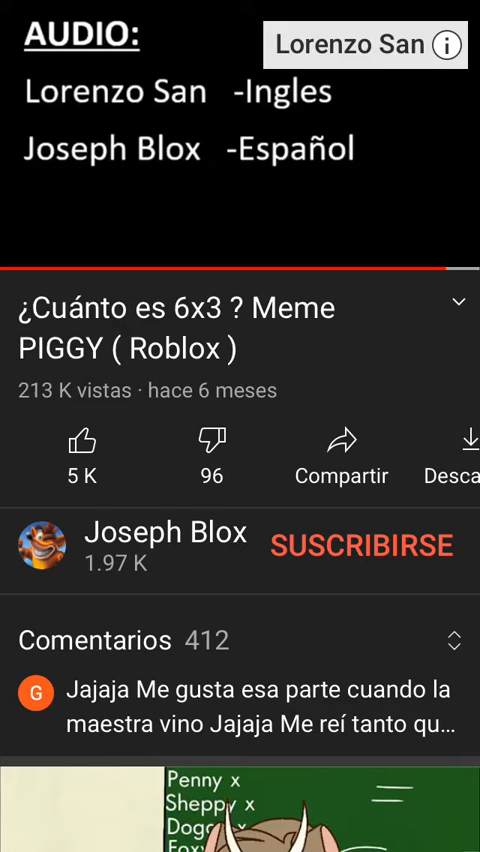 AUDIO:
Lorenzo San
Lorenzo San -Ingles
Joseph Blox -Español
¿Cuánto es 6x3 ? Meme
PIGGY ( Roblox )
213 K vistas · hace 6 meses
5 K
96
Compartir
Desca
Joseph Blox
1.97 K
SUSCRIBIRSE
Comentarios 412
G
Jajaja Me gusta esa parte cuando la
maestra vino Jajaja Me reí tanto qu...
Penny x
Sheppy x